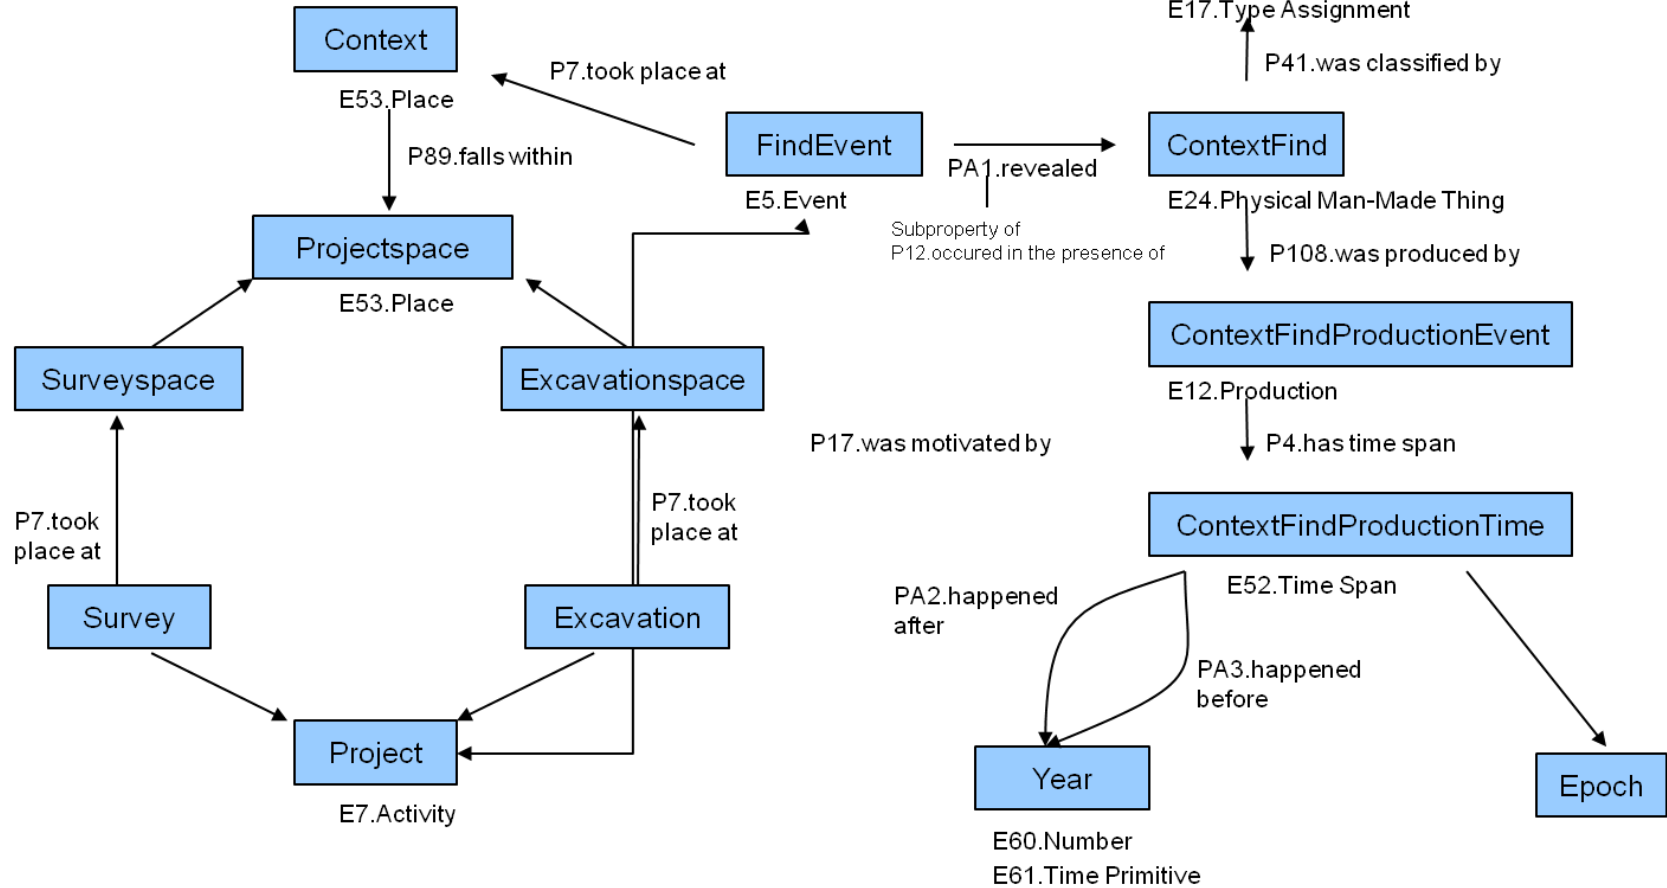 E17.Type Assignment
Context
P7.took place at
P41.was classified by
E53.Place
FindEvent
ContextFind
P89.falls within
PA1.revealed
E5.Event
E24.Physical Man-Made Thing
Subproperty of
P12.occured in the presence of
Projectspace
P108.was produced by
E53.Place
ContextFindProductionEvent
Surveyspace
Excavationspace
E12.Production
P17.was motivated by
P4.has time span
P7.took
place at
P7.took
place at
ContextFindProductionTime
E52.Time Span
PA2.happened
after
Survey
Excavation
PA3.happened
before
Project
Year
Epoch
E7.Activity
E60.Number
E61.Time Primitive